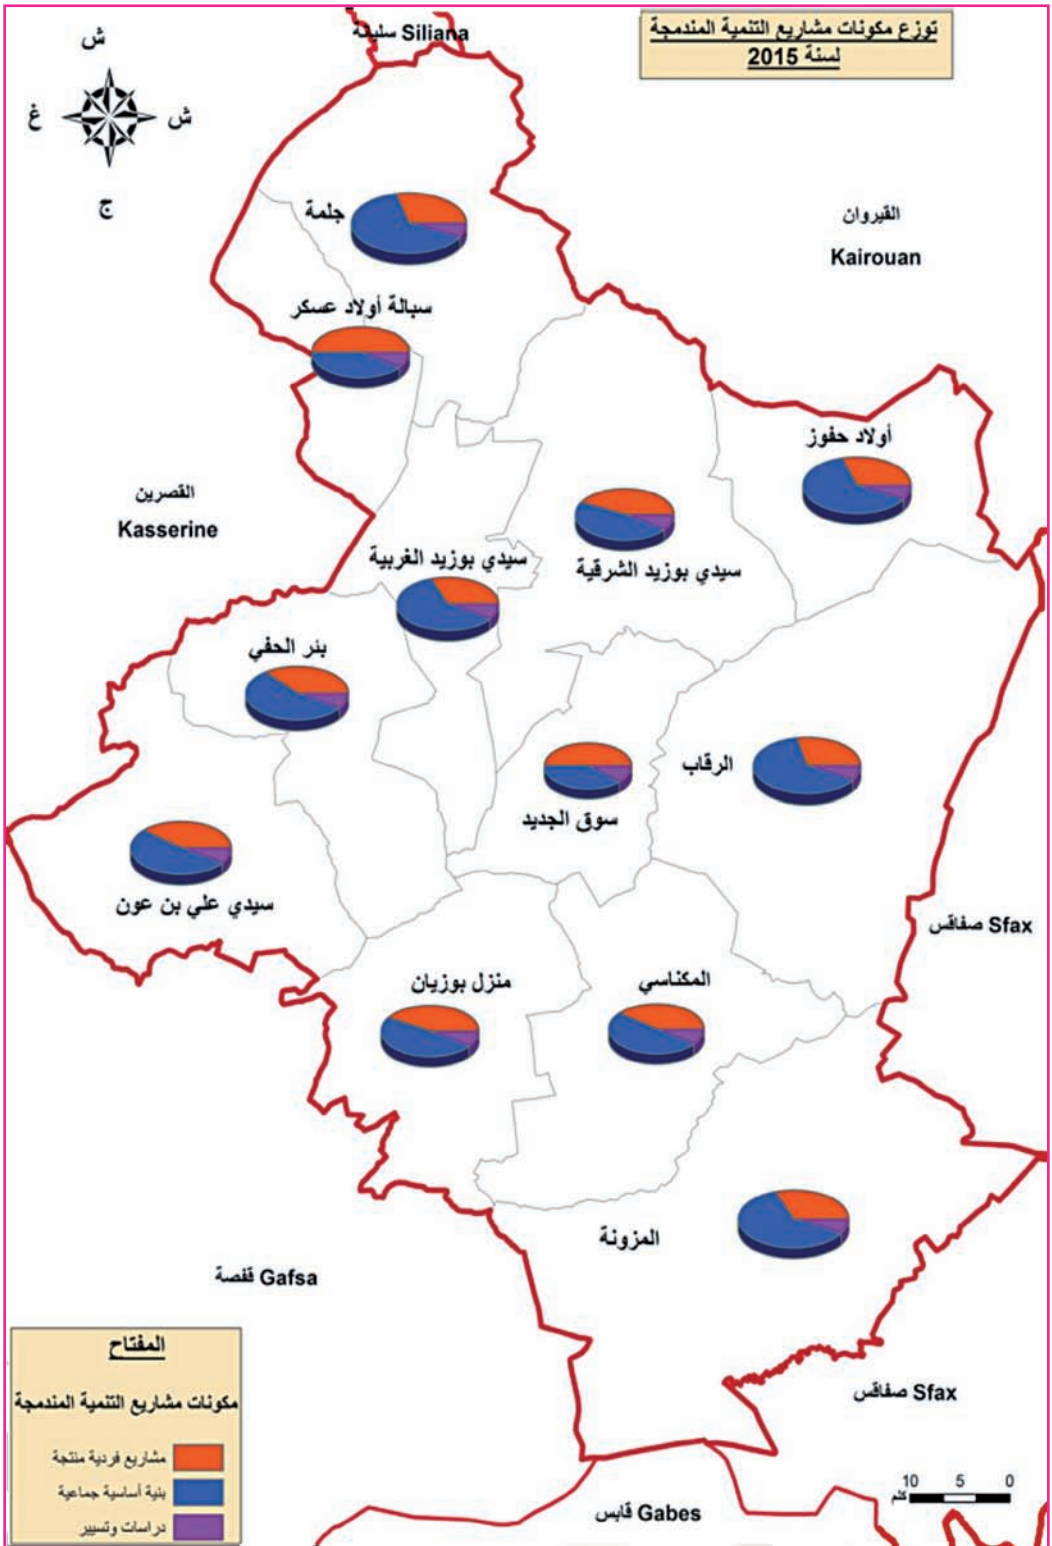 توزع مكونات مشاريع التنمية المندمجة
لسنة 2015
ش
غ
ش
ج
سليانة Siliana
جلمة
القيروان
Kairouan
سبالة أولاد عسكر
أولاد حفوز
القصرين
Kasserine
سيدي بوزيد الغربية
سيدي بوزيد الشرقية
بئر الحفي
الرقاب
سوق الجديد
سيدي علي بن عون
صفاقس Sfax
منزل بوزيان
المكناسي
المزونة
قفصة Gafsa
صفاقس Sfax
قابس Gabes
المفتاح
مكونات مشاريع التنمية المندمجة
مشاريع فردية منتجة
بنية أساسية جماعية
دراسات وتسيير
10 5 0
كلم